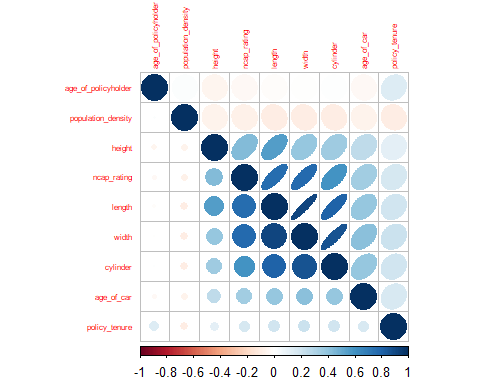 age_of_policyholder
population_density
height
ncap_rating
length
width
cylinder
age_of_car
policy_tenure
age_of_policyholder
population_density
height
ncap_rating
length
width
cylinder
age_of_car
policy_tenure
-1 -0.8 -0.6 -0.4 -0.2 0 0.2 0.4 0.6 0.8 1